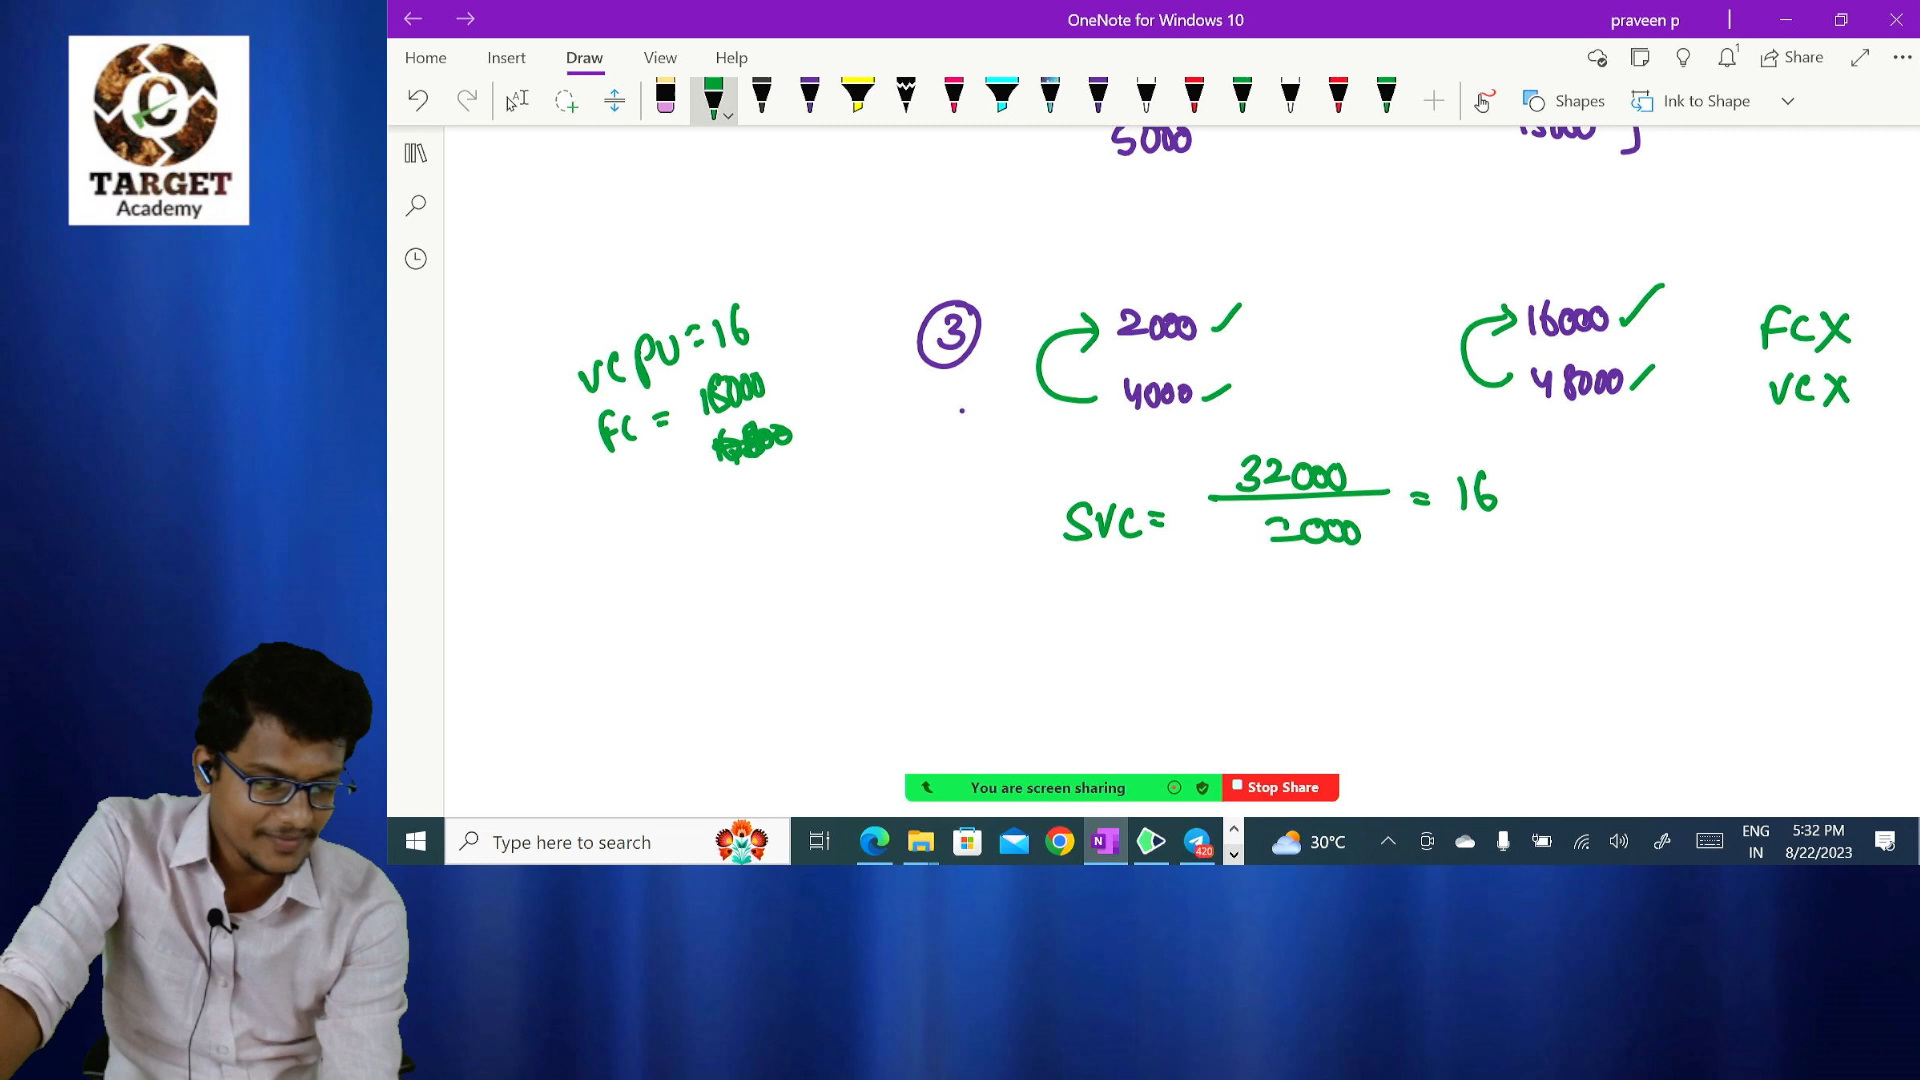 TARGET
Academy
OneNote for Windows 10
praveen p
Home Insert Draw View Help
Share
Shapes
Ink to Shape
5000
VC PU = 16
FC = 18000
3
2000 ✓
4000 ✓
16000 ✓
48000 ✓
FC X
VC X
SVC = 32000 / 2000 = 16
You are screen sharing
Stop Share
Type here to search
420
30°C
ENG
IN
5:32 PM
8/22/2023